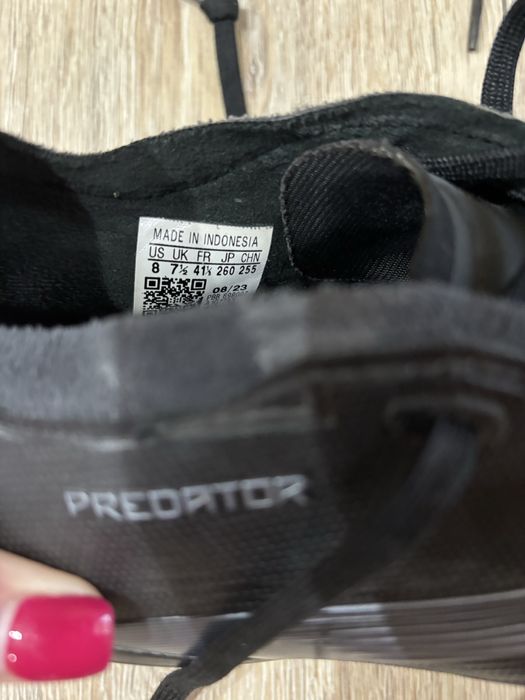 MADE IN INDONESIA
US UK FR JP CHN
8 7½ 41⅓ 260 255
08/23
PREDATOR